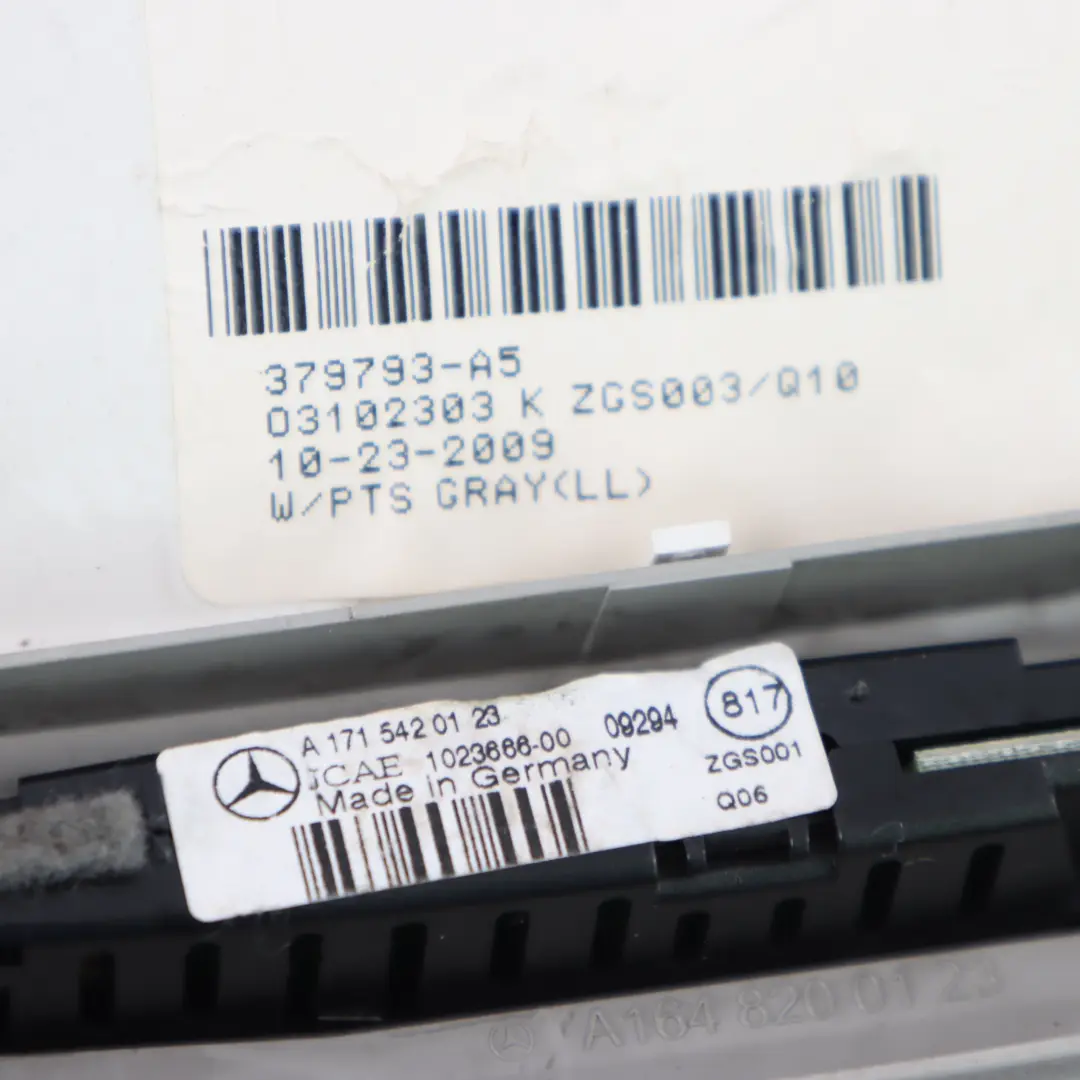 379793-A5
03102303 K ZGS003/Q10
10-23-2009
W/PTS GRAY(LL)
A 171 542 01 23
JCAE 1023666-00 09294
Made in Germany
817
ZGS001
Q06
A164 820 01 23